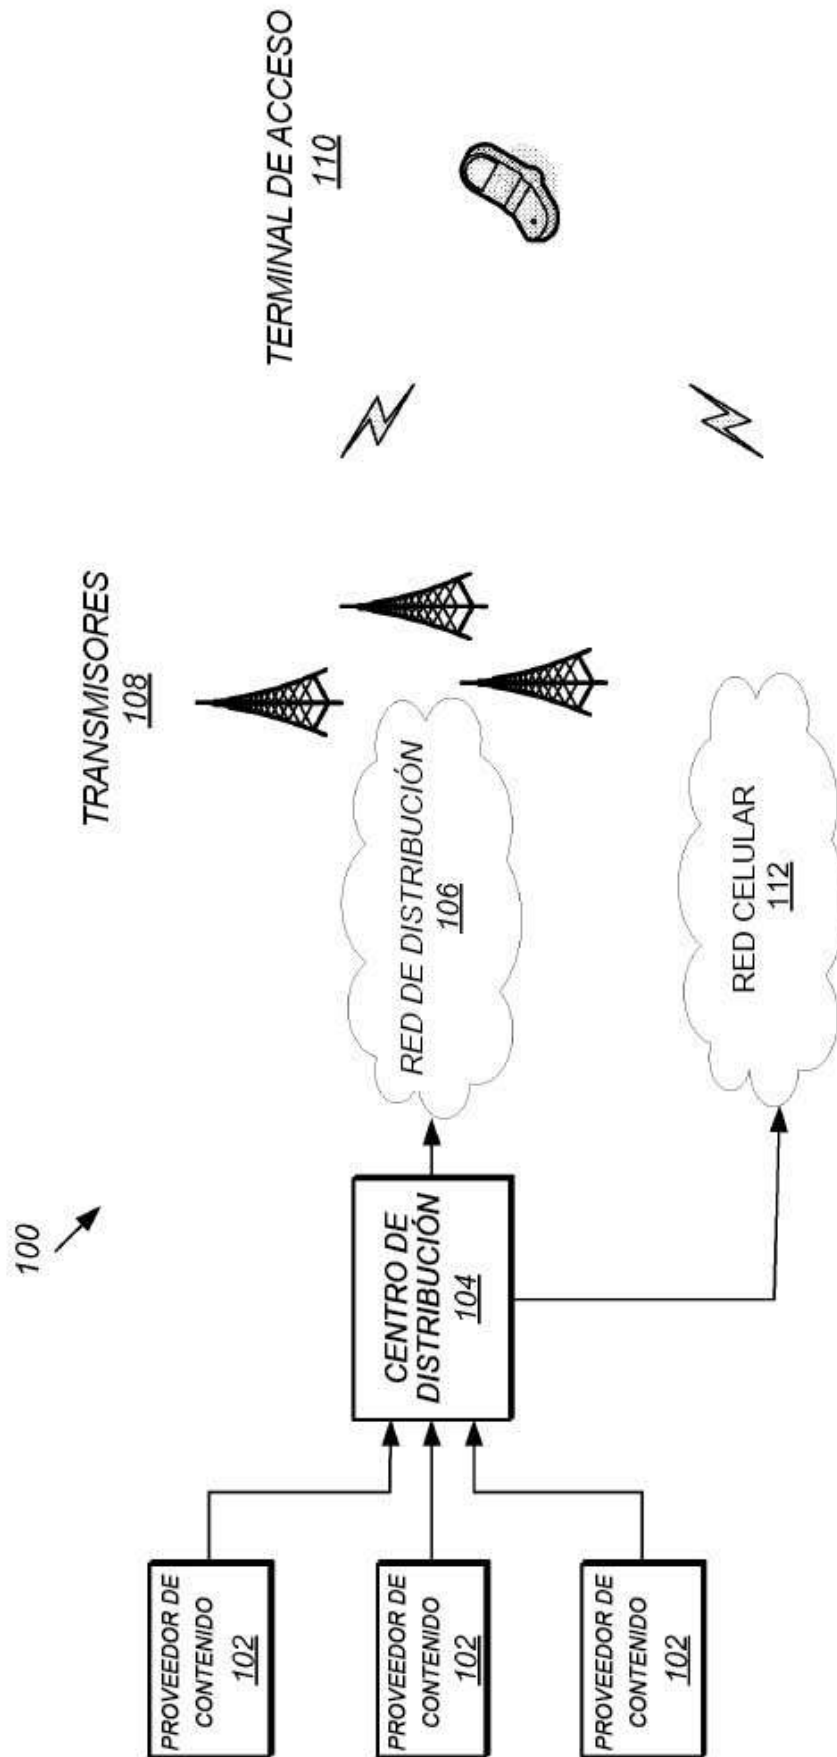 100
PROVEEDOR DE
CONTENIDO
102
PROVEEDOR DE
CONTENIDO
102
PROVEEDOR DE
CONTENIDO
102
CENTRO DE
DISTRIBUCIÓN
104
RED DE DISTRIBUCIÓN
106
RED CELULAR
112
TRANSMISORES
108
TERMINAL DE ACCESO
110